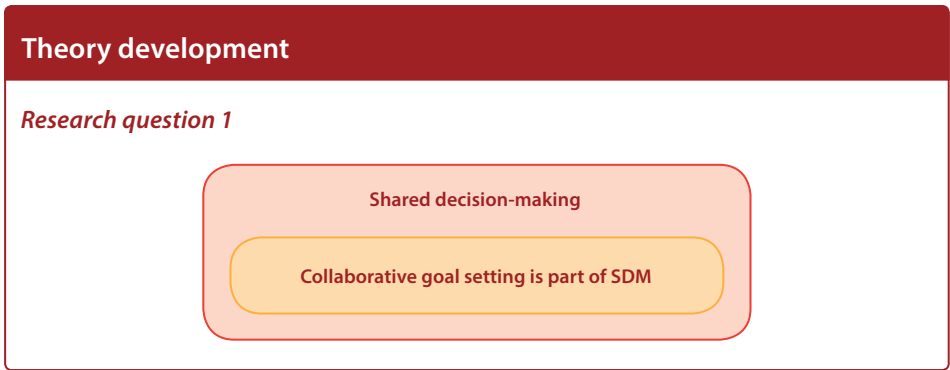 Theory development
Research question 1
Shared decision-making
Collaborative goal setting is part of SDM